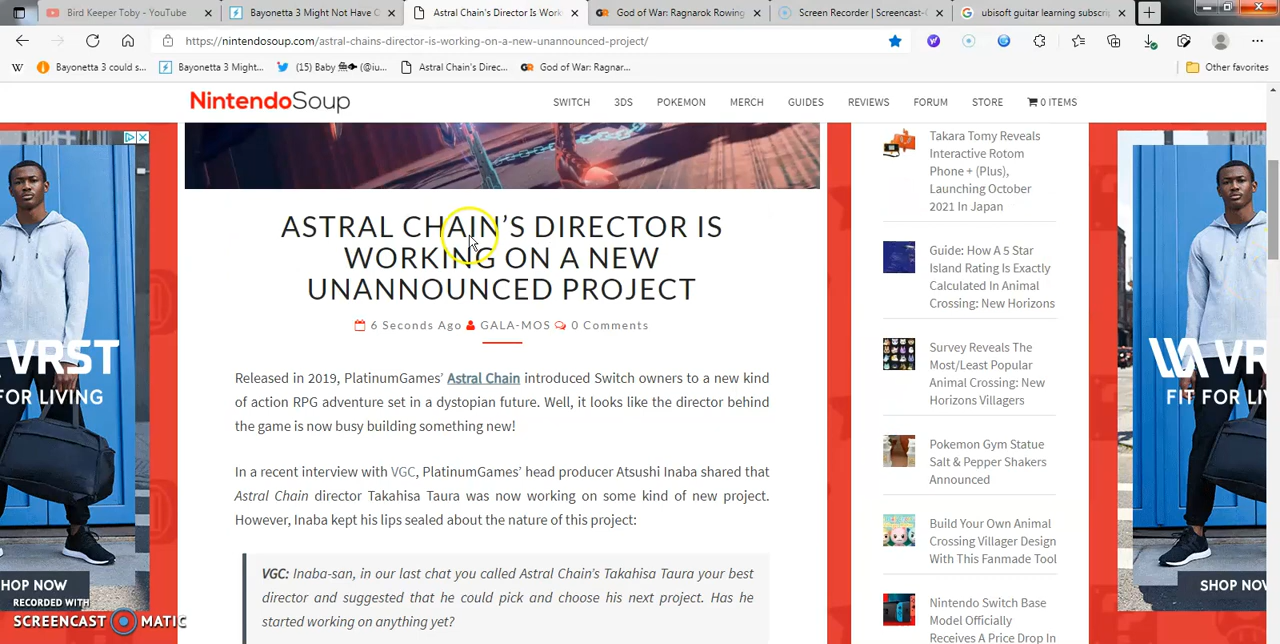 Bird Keeper Toby - YouTube
Bayonetta 3 Might Not Have C
Astral Chain's Director Is Work
God of War: Ragnarok Rowing
Screen Recorder | Screencast-
ubisoft guitar learning subscrip
https://nintendosoup.com/astral-chains-director-is-working-on-a-new-unannounced-project/
W
Bayonetta 3 could s...
Bayonetta 3 Might...
Astral Chain's Direc...
God of War: Ragnar...
Other favorites
NintendoSoup
SWITCH
3DS
POKEMON
MERCH
GUIDES
REVIEWS
FORUM
STORE
0 ITEMS
ASTRAL CHAIN'S DIRECTOR IS
WORKING ON A NEW
UNANNOUNCED PROJECT
6 Seconds Ago GALA-MOS 0 Comments
Released in 2019, PlatinumGames' Astral Chain introduced Switch owners to a new kind
of action RPG adventure set in a dystopian future. Well, it looks like the director behind
the game is now busy building something new!
In a recent interview with VGC, PlatinumGames' head producer Atsushi Inaba shared that
Astral Chain director Takahisa Taura was now working on some kind of new project.
However, Inaba kept his lips sealed about the nature of this project:
VGC: Inaba-san, in our last chat you called Astral Chain's Takahisa Taura your best
director and suggested that he could pick and choose his next project. Has he
started working on anything yet?
Takara Tomy Reveals
Interactive Rotom
Phone + (Plus),
Launching October
2021 In Japan
Guide: How A 5 Star
Island Rating Is Exactly
Calculated In Animal
Crossing: New Horizons
Survey Reveals The
Most/Least Popular
Animal Crossing: New
Horizons Villagers
Pokemon Gym Statue
Salt & Pepper Shakers
Announced
Build Your Own Animal
Crossing Villager Design
With This Fanmade Tool
Nintendo Switch Base
Model Officially
Receives A Price Drop In
VRST
FOR LIVING
SHOP NOW
VR
FIT FOR LI
SHOP NOW
RECORDED WITH
SCREENCAST MATIC